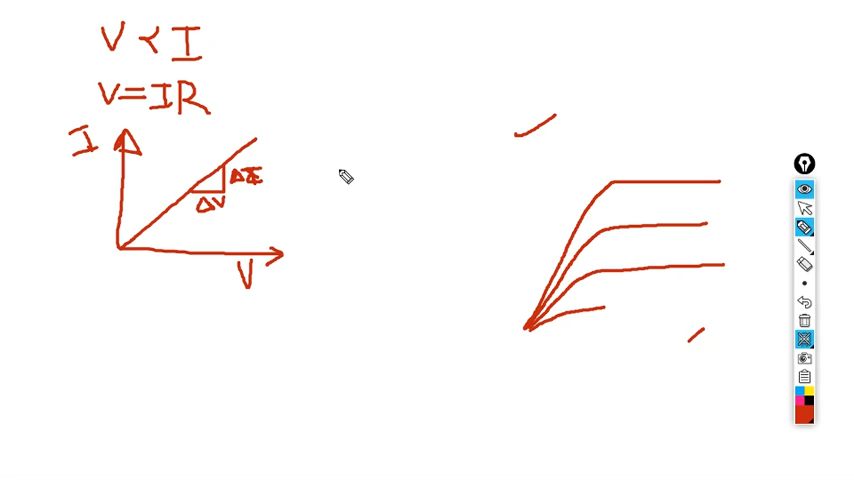 V < I
V = IR
I
ΔI
ΔV
V